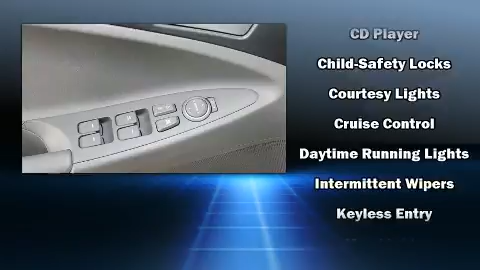 CD Player
Child-Safety Locks
Courtesy Lights
Cruise Control
Daytime Running Lights
Intermittent Wipers
Keyless Entry